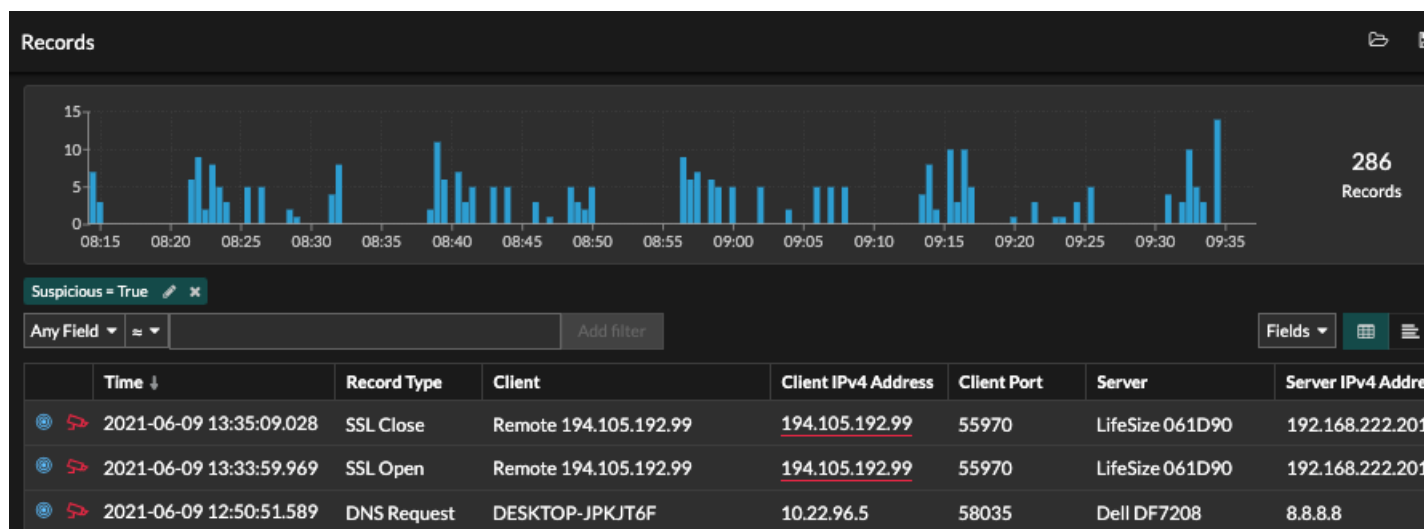 Records
15
10
5
0
08:15 08:20 08:25 08:30 08:35 08:40 08:45 08:50 08:55 09:00 09:05 09:10 09:15 09:20 09:25 09:30 09:35
286
Records
Suspicious = True
Any Field ≈ Add filter Fields
Time ↓ Record Type Client Client IPv4 Address Client Port Server Server IPv4 Addre
2021-06-09 13:35:09.028 SSL Close Remote 194.105.192.99 194.105.192.99 55970 LifeSize 061D90 192.168.222.201
2021-06-09 13:33:59.969 SSL Open Remote 194.105.192.99 194.105.192.99 55970 LifeSize 061D90 192.168.222.201
2021-06-09 12:50:51.589 DNS Request DESKTOP-JPKJT6F 10.22.96.5 58035 Dell DF7208 8.8.8.8